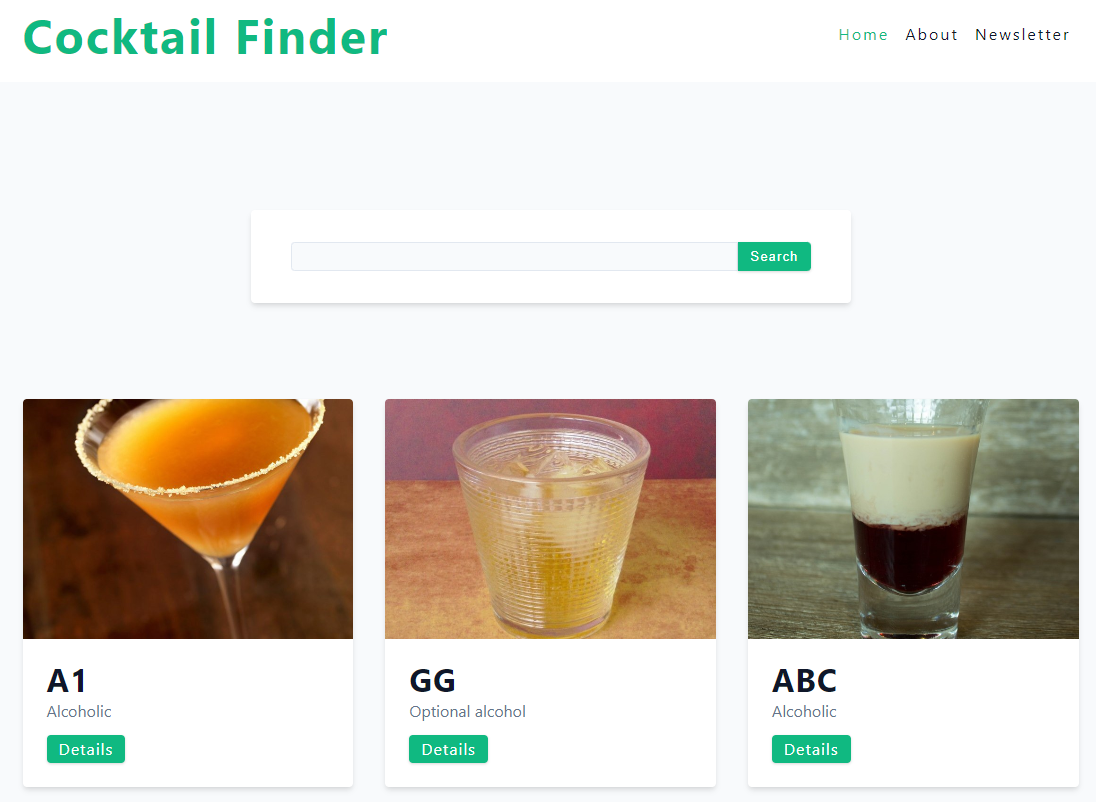 Cocktail Finder
Home About Newsletter
Search
A1
Alcoholic
Details
GG
Optional alcohol
Details
ABC
Alcoholic
Details